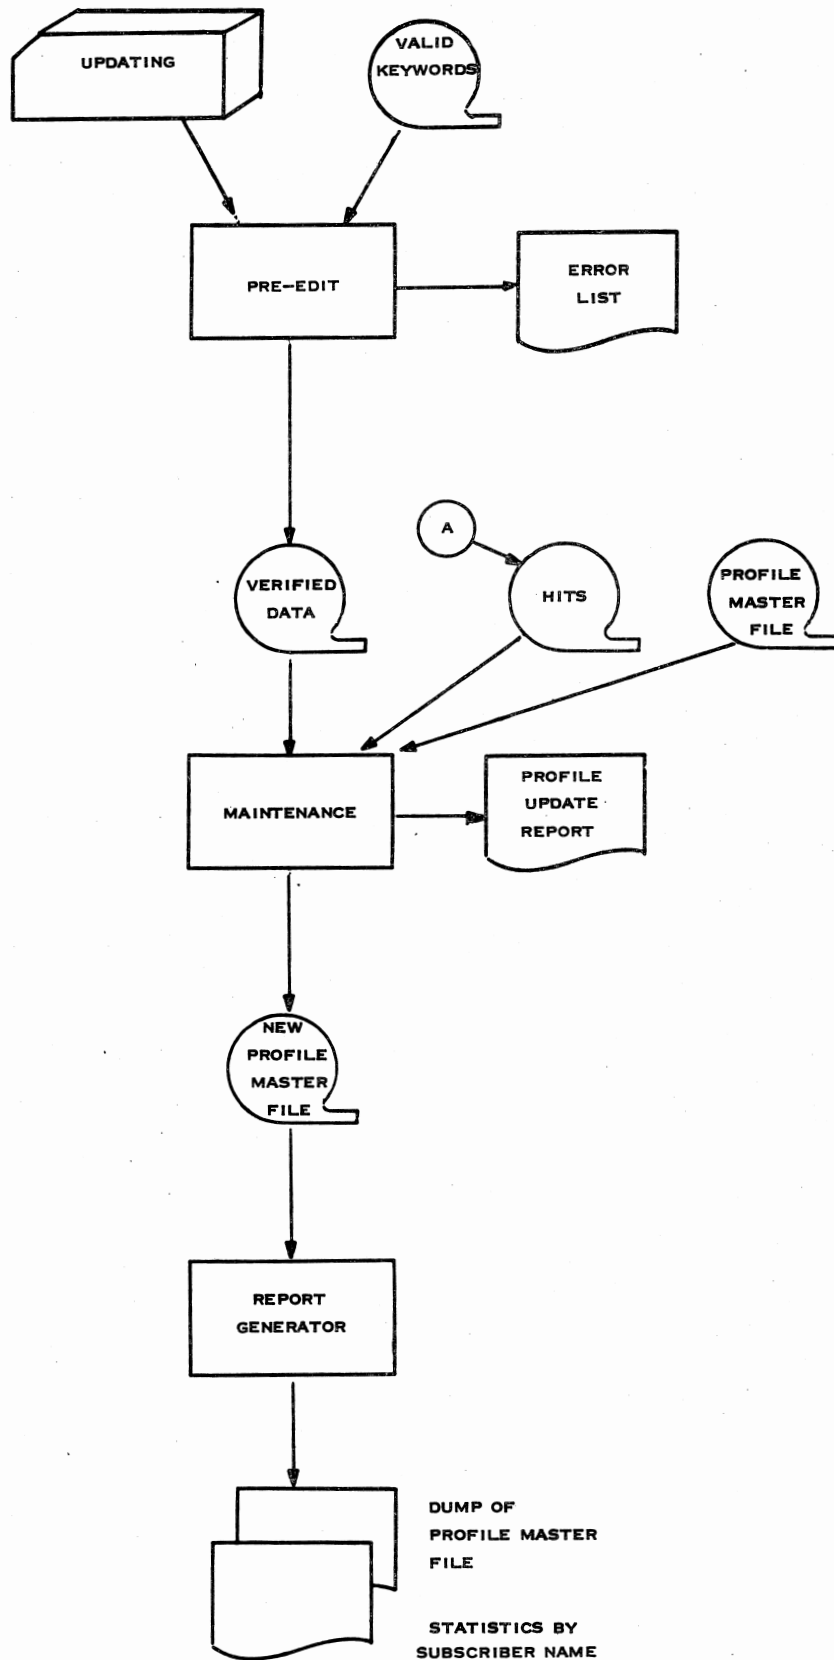 UPDATING
VALID
KEYWORDS
PRE-EDIT
ERROR
LIST
A
VERIFIED
DATA
HITS
PROFILE
MASTER
FILE
MAINTENANCE
PROFILE
UPDATE
REPORT
NEW
PROFILE
MASTER
FILE
REPORT
GENERATOR
DUMP OF
PROFILE MASTER
FILE
STATISTICS BY
SUBSCRIBER NAME